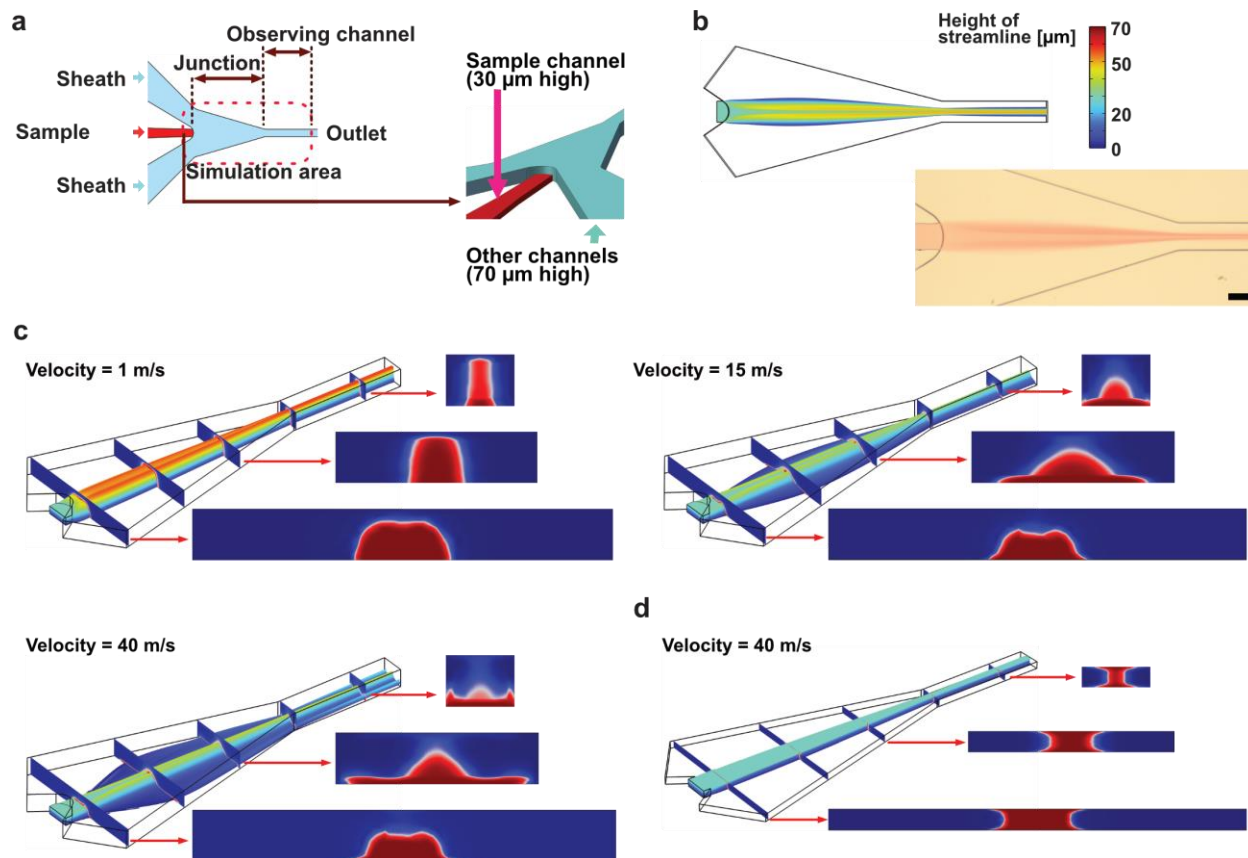 a
Observing channel
Junction
Sheath
Sample
Sheath
Outlet
Simulation area
Sample channel
(30 µm high)
Other channels
(70 µm high)
b
Height of
streamline [µm]
70
50
20
0
c
Velocity = 1 m/s
Velocity = 15 m/s
Velocity = 40 m/s
d
Velocity = 40 m/s